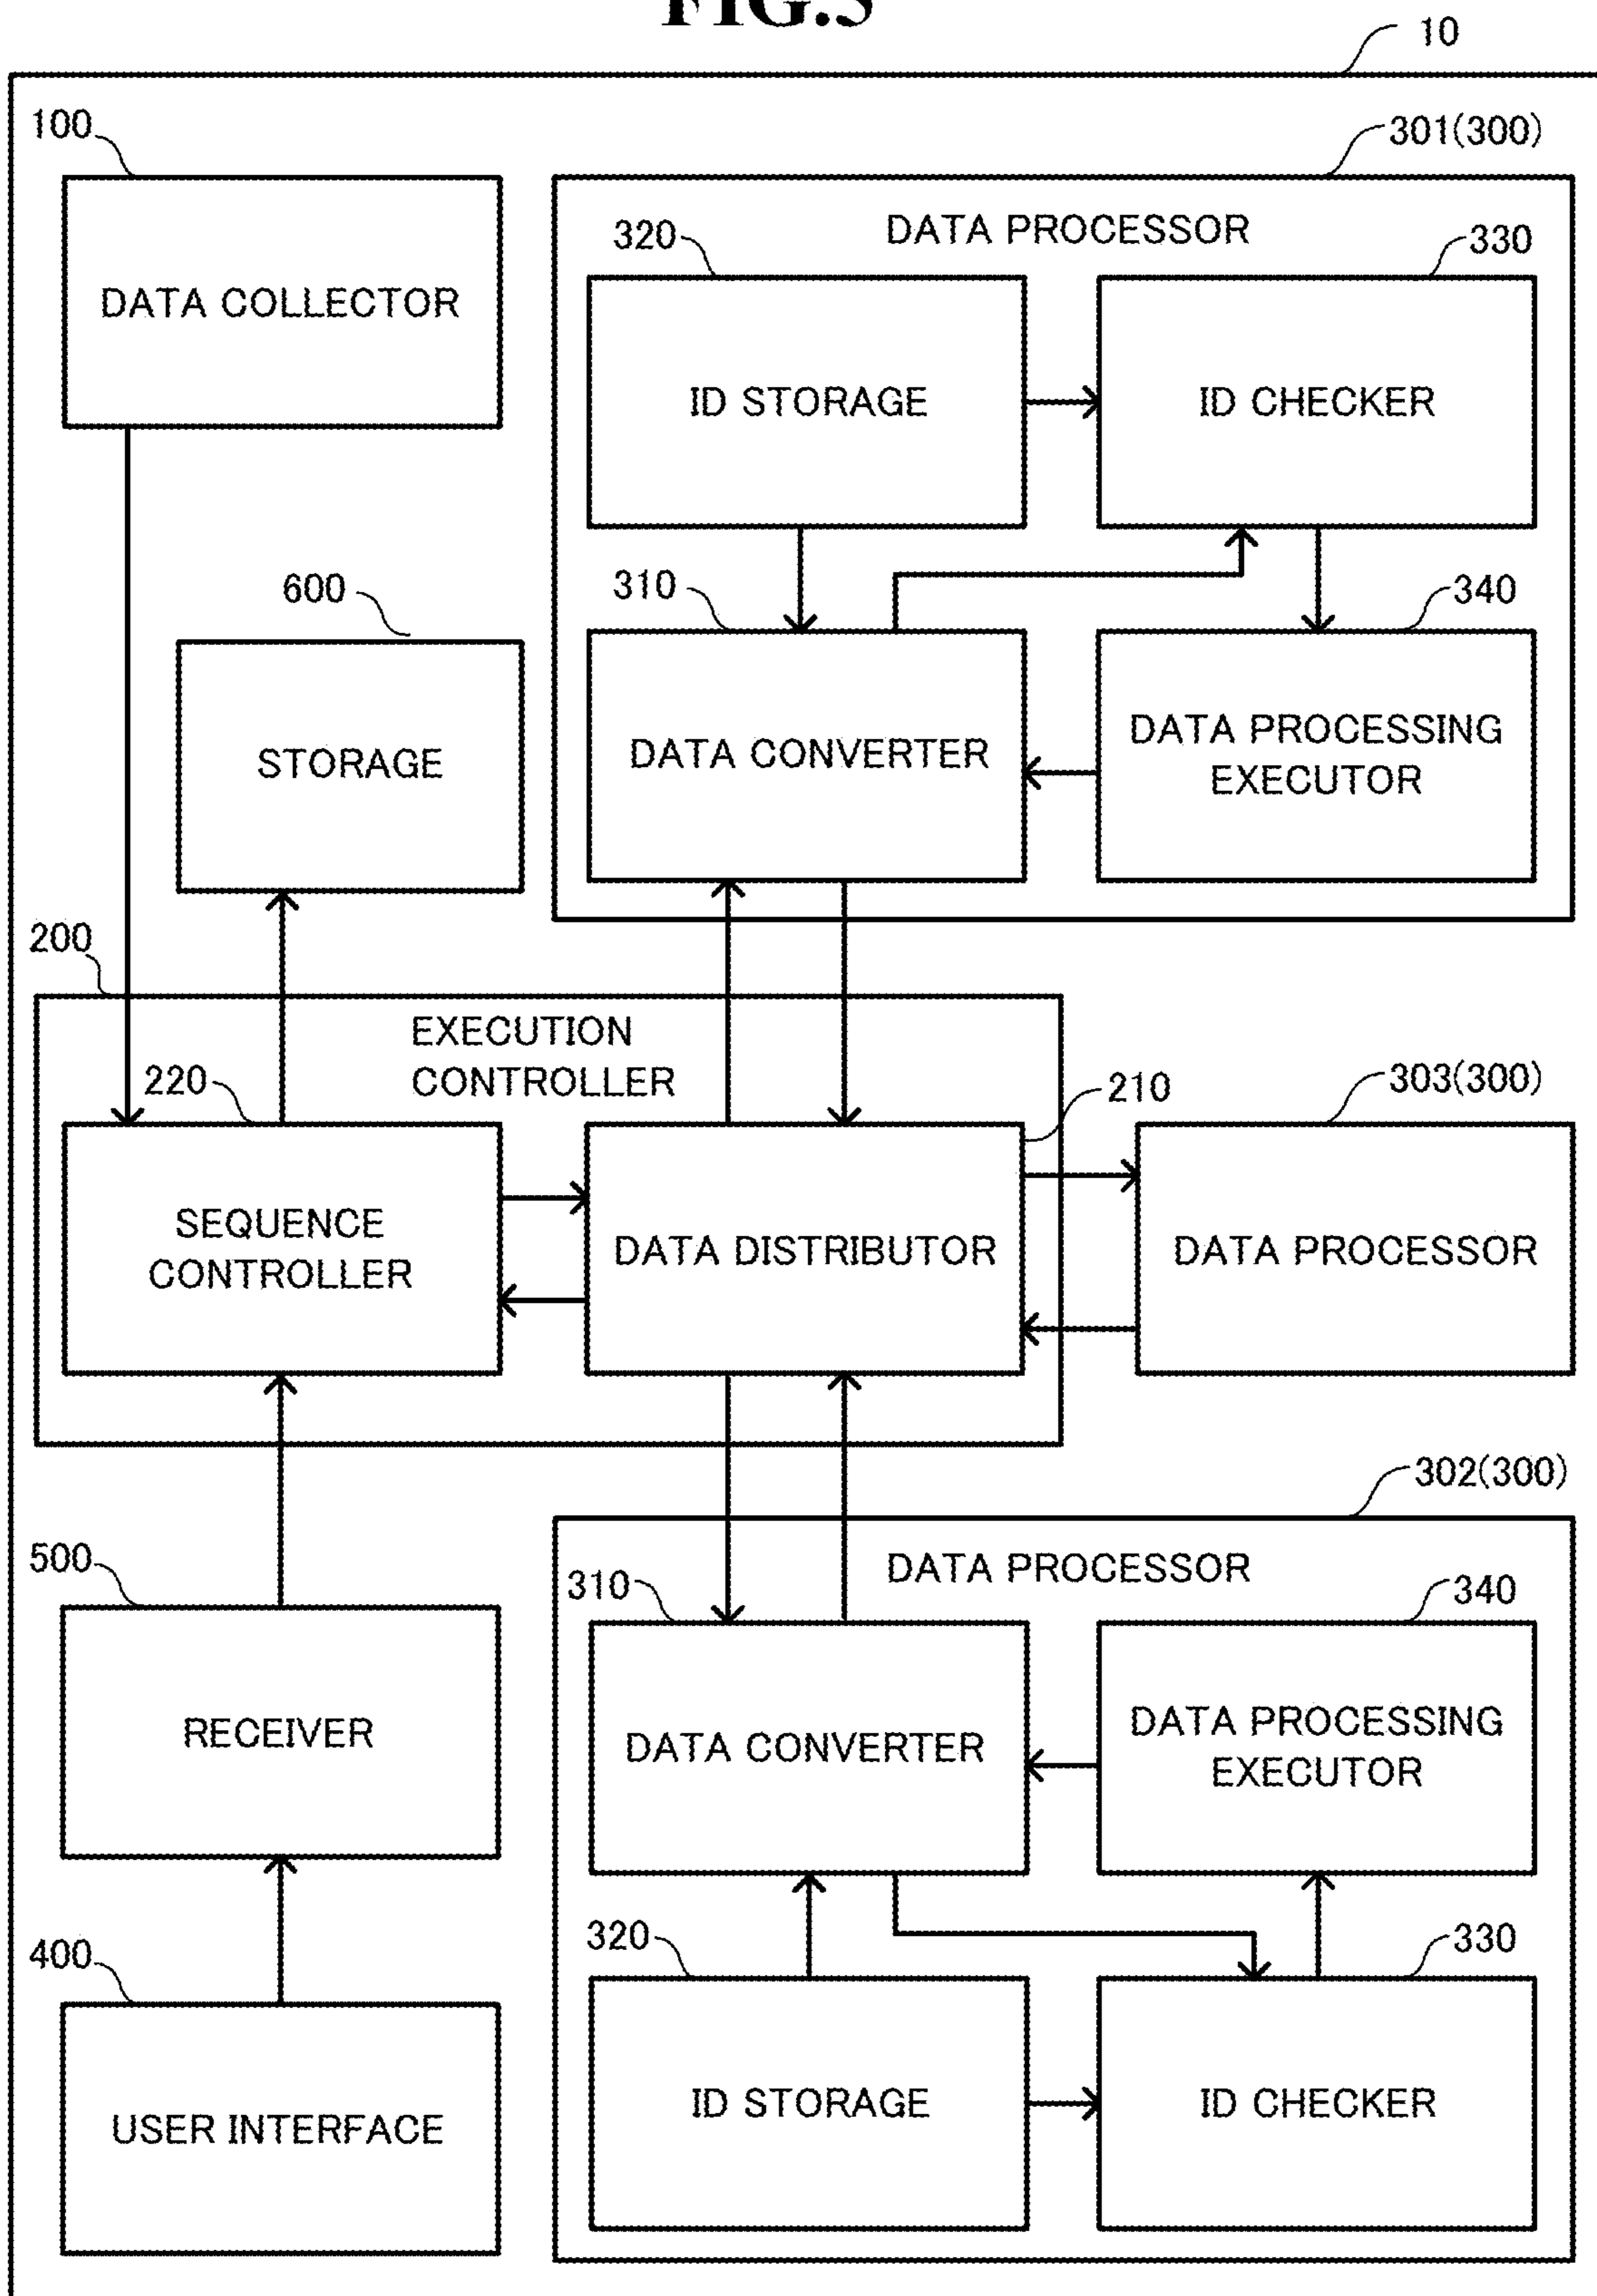 FIG.5
10
100
301(300)
DATA PROCESSOR
320
330
DATA COLLECTOR
ID STORAGE
ID CHECKER
600
310
340
STORAGE
DATA CONVERTER
DATA PROCESSING
EXECUTOR
200
EXECUTION
CONTROLLER
220
210
303(300)
SEQUENCE
CONTROLLER
DATA DISTRIBUTOR
DATA PROCESSOR
302(300)
500
DATA PROCESSOR
310
340
RECEIVER
DATA CONVERTER
DATA PROCESSING
EXECUTOR
400
320
330
USER INTERFACE
ID STORAGE
ID CHECKER